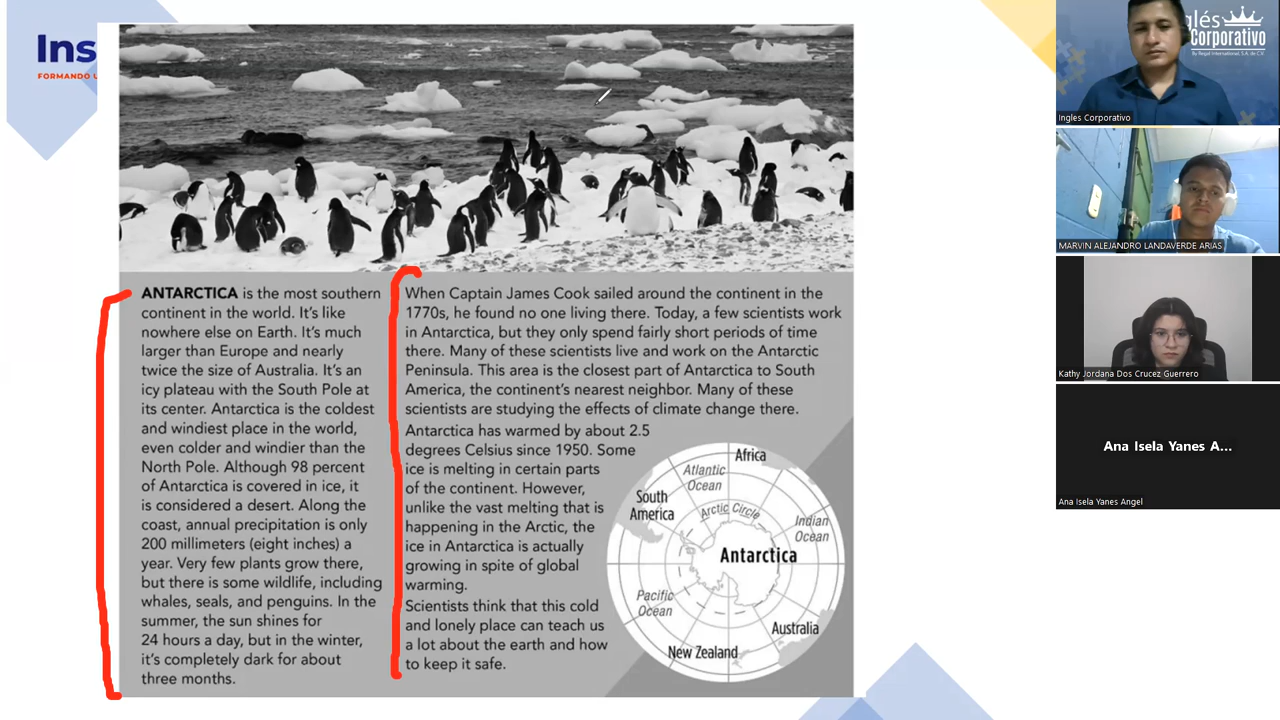 Ins
FORMANDO U
ANTARCTICA is the most southern
continent in the world. It's like
nowhere else on Earth. It's much
larger than Europe and nearly
twice the size of Australia. It's an
icy plateau with the South Pole at
its center. Antarctica is the coldest
and windiest place in the world,
even colder and windier than the
North Pole. Although 98 percent
of Antarctica is covered in ice, it
is considered a desert. Along the
coast, annual precipitation is only
200 millimeters (eight inches) a
year. Very few plants grow there,
but there is some wildlife, including
whales, seals, and penguins. In the
summer, the sun shines for
24 hours a day, but in the winter,
it's completely dark for about
three months.
When Captain James Cook sailed around the continent in the
1770s, he found no one living there. Today, a few scientists work
in Antarctica, but they only spend fairly short periods of time
there. Many of these scientists live and work on the Antarctic
Peninsula. This area is the closest part of Antarctica to South
America, the continent's nearest neighbor. Many of these
scientists are studying the effects of climate change there.
Antarctica has warmed by about 2.5
degrees Celsius since 1950. Some
ice is melting in certain parts
of the continent. However,
unlike the vast melting that is
happening in the Arctic, the
ice in Antarctica is actually
growing in spite of global
warming.
Scientists think that this cold
and lonely place can teach us
a lot about the earth and how
to keep it safe.
Africa
Atlantic
Ocean
South
America
Arctic Circle
Indian
Ocean
Antarctica
Pacific
Ocean
Australia
New Zealand
glés
Corporativo
By Regal International, S.A. de C.V.
Ingles Corporativo
MARVIN ALEJANDRO LANDAVERDE ARIAS
Kathy Jordana Dos Crucez Guerrero
Ana Isela Yanes A...
Ana Isela Yanes Angel